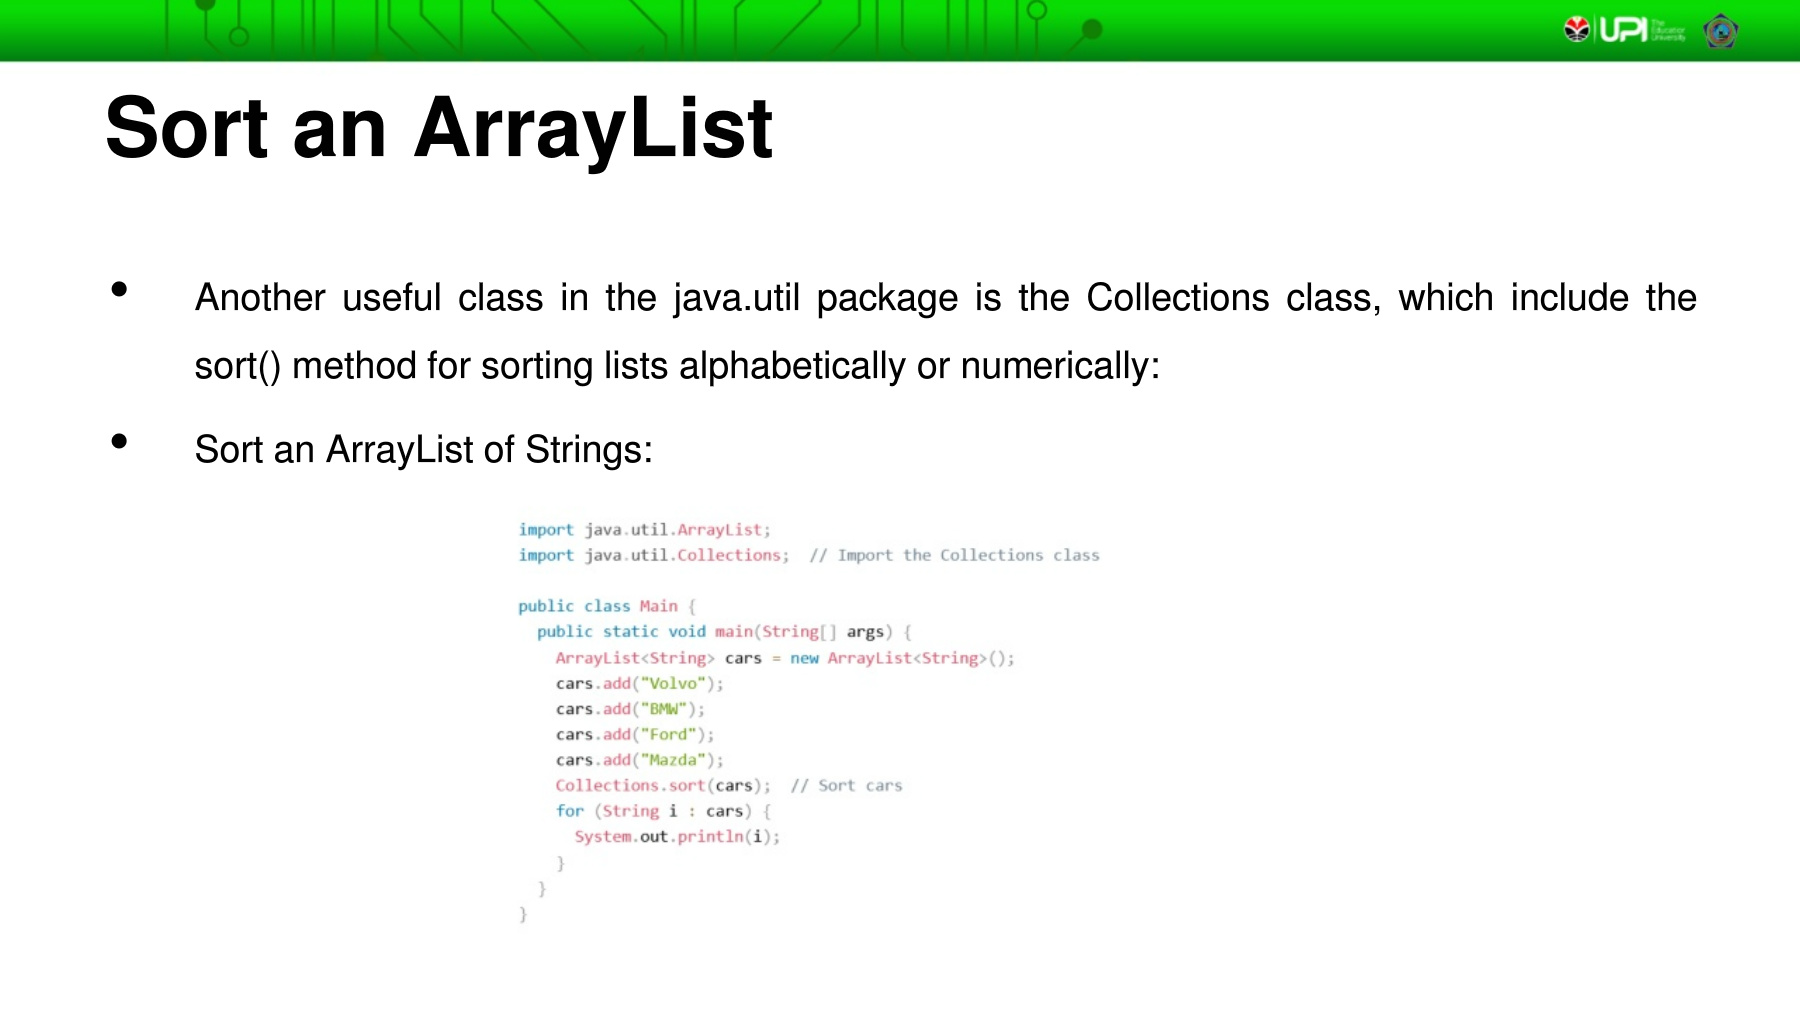 UPI The Education University
Sort an ArrayList
• Another useful class in the java.util package is the Collections class, which include the
sort() method for sorting lists alphabetically or numerically:
• Sort an ArrayList of Strings:
import java.util.ArrayList;
import java.util.Collections;  // Import the Collections class
public class Main {
  public static void main(String[] args) {
    ArrayList<String> cars = new ArrayList<String>();
    cars.add("Volvo");
    cars.add("BMW");
    cars.add("Ford");
    cars.add("Mazda");
    Collections.sort(cars);  // Sort cars
    for (String i : cars) {
      System.out.println(i);
    }
  }
}